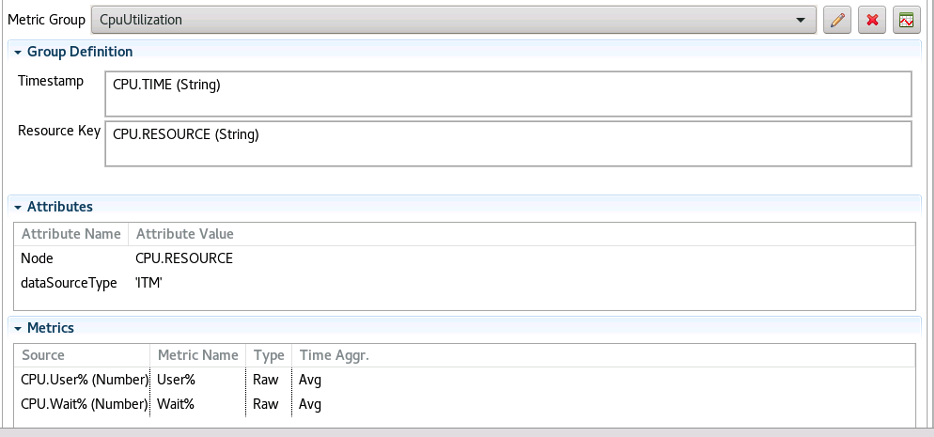 Metric Group CpuUtilization
Group Definition
Timestamp CPU.TIME (String)
Resource Key CPU.RESOURCE (String)
Attributes
Attribute Name Attribute Value
Node CPU.RESOURCE
dataSourceType 'ITM'
Metrics
Source Metric Name Type Time Aggr.
CPU.User% (Number) User% Raw Avg
CPU.Wait% (Number) Wait% Raw Avg